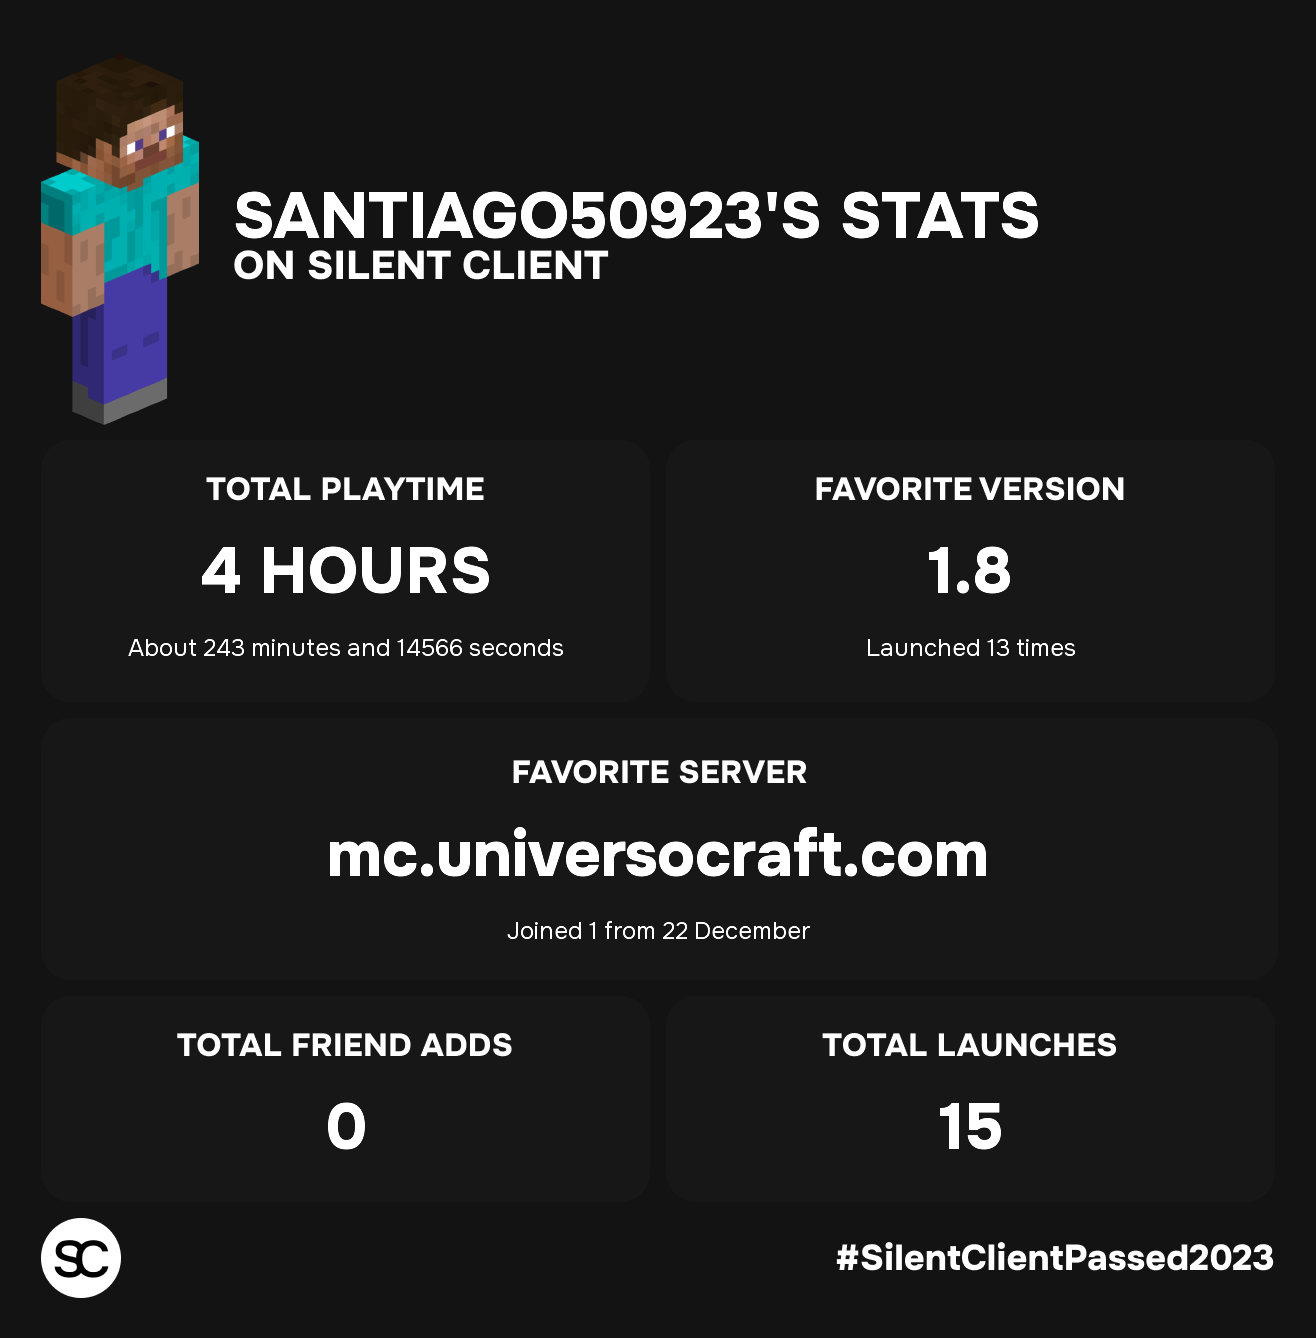 SANTIAGO50923'S STATS
ON SILENT CLIENT
TOTAL PLAYTIME
4 HOURS
About 243 minutes and 14566 seconds
FAVORITE VERSION
1.8
Launched 13 times
FAVORITE SERVER
mc.universocraft.com
Joined 1 from 22 December
TOTAL FRIEND ADDS
0
TOTAL LAUNCHES
15
SC
#SilentClientPassed2023